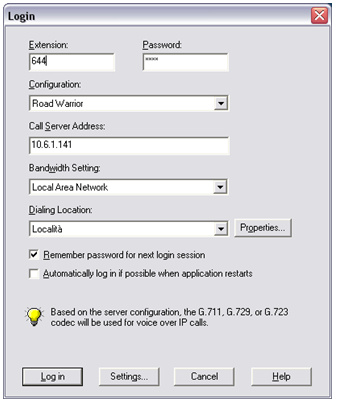 Login
Extension: Password:
644 ****
Configuration:
Road Warrior
Call Server Address:
10.6.1.141
Bandwidth Setting:
Local Area Network
Dialing Location:
Località Properties...
Remember password for next login session
Automatically log in if possible when application restarts
Based on the server configuration, the G.711, G.729, or G.723
codec will be used for voice over IP calls.
Log in Settings... Cancel Help